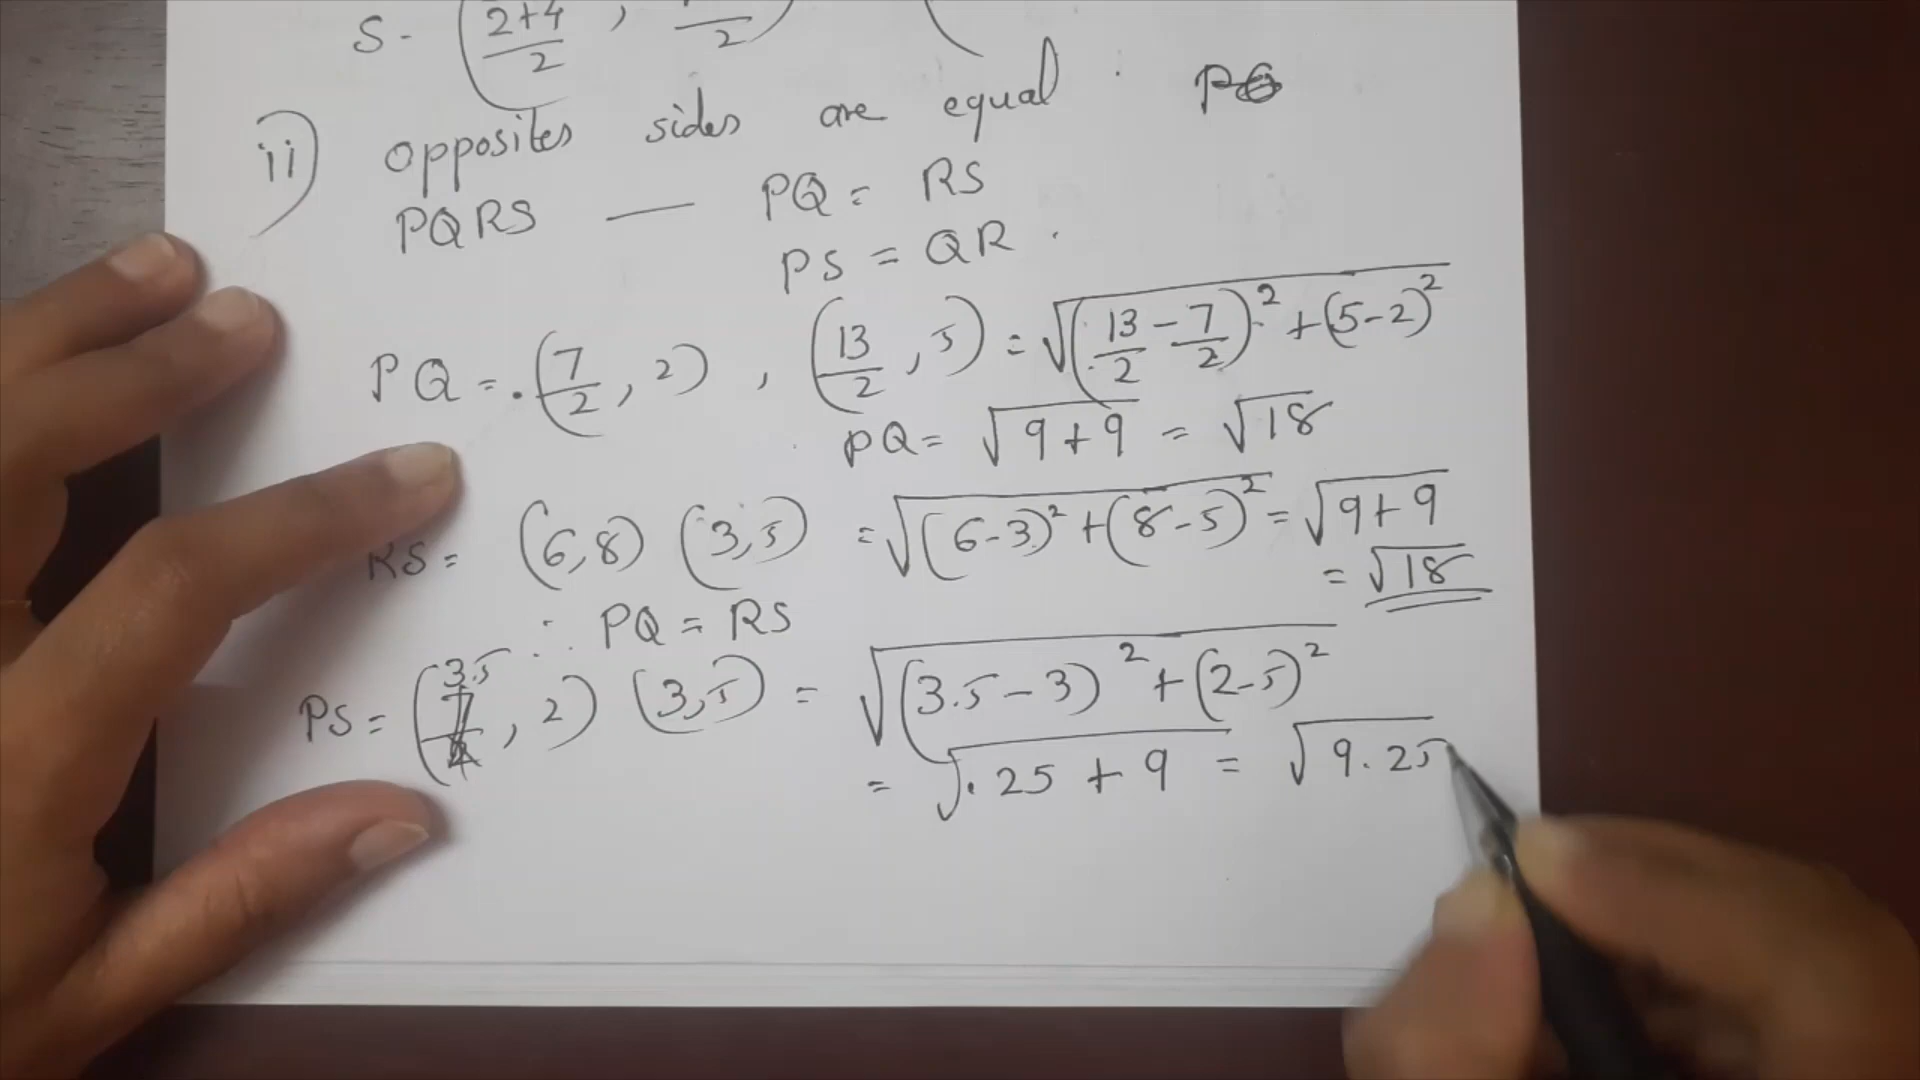 S - (2+4/2, /2) (
ii) opposites sides are equal . PQ
PQRS — PQ = RS
PS = QR .
PQ = . (7/2, 2) , (13/2, 5) = √(13/2 - 7/2)² + (5-2)²
PQ = √9+9 = √18
RS = (6,8) (3,5) = √(6-3)² + (8-5)² = √9+9
= √18
∴ PQ = RS
PS = (3.5, 2) (3,5) = √(3.5-3)² + (2-5)²
= √.25 + 9 = √9.25